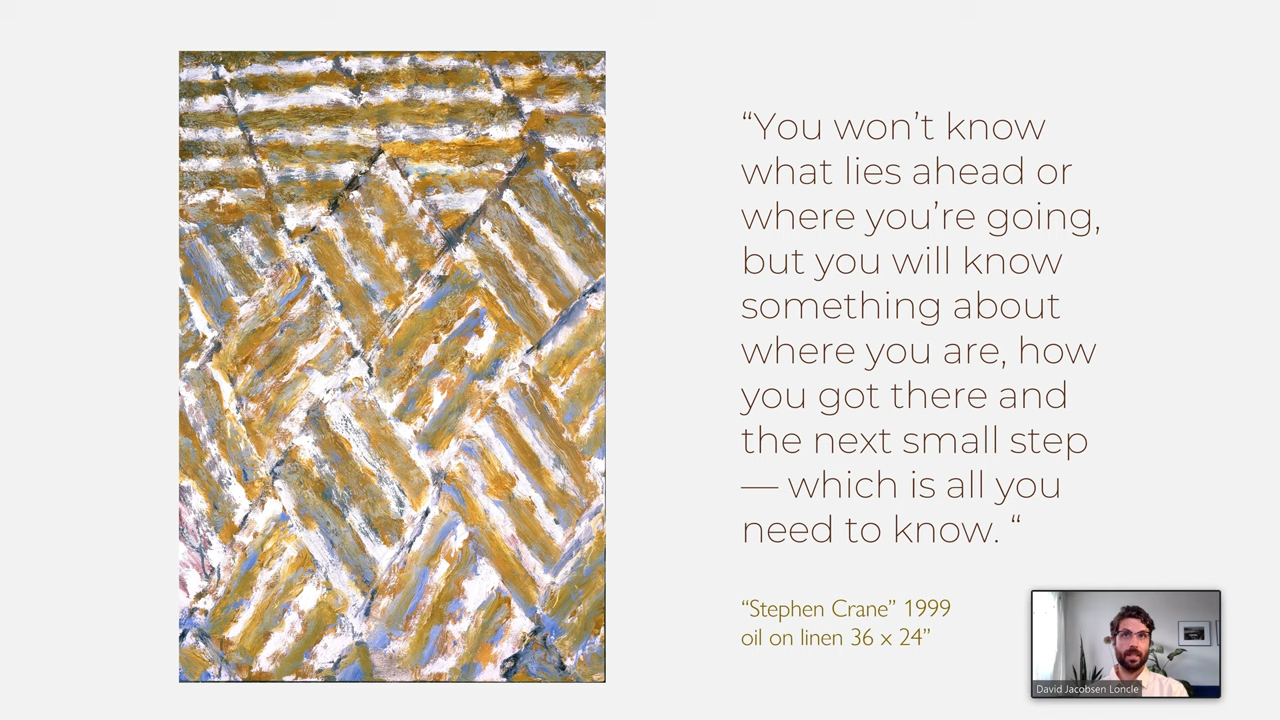 “You won’t know
what lies ahead or
where you’re going,
but you will know
something about
where you are, how
you got there and
the next small step
— which is all you
need to know. “
“Stephen Crane” 1999
oil on linen 36 x 24”
David Jacobsen Loncle